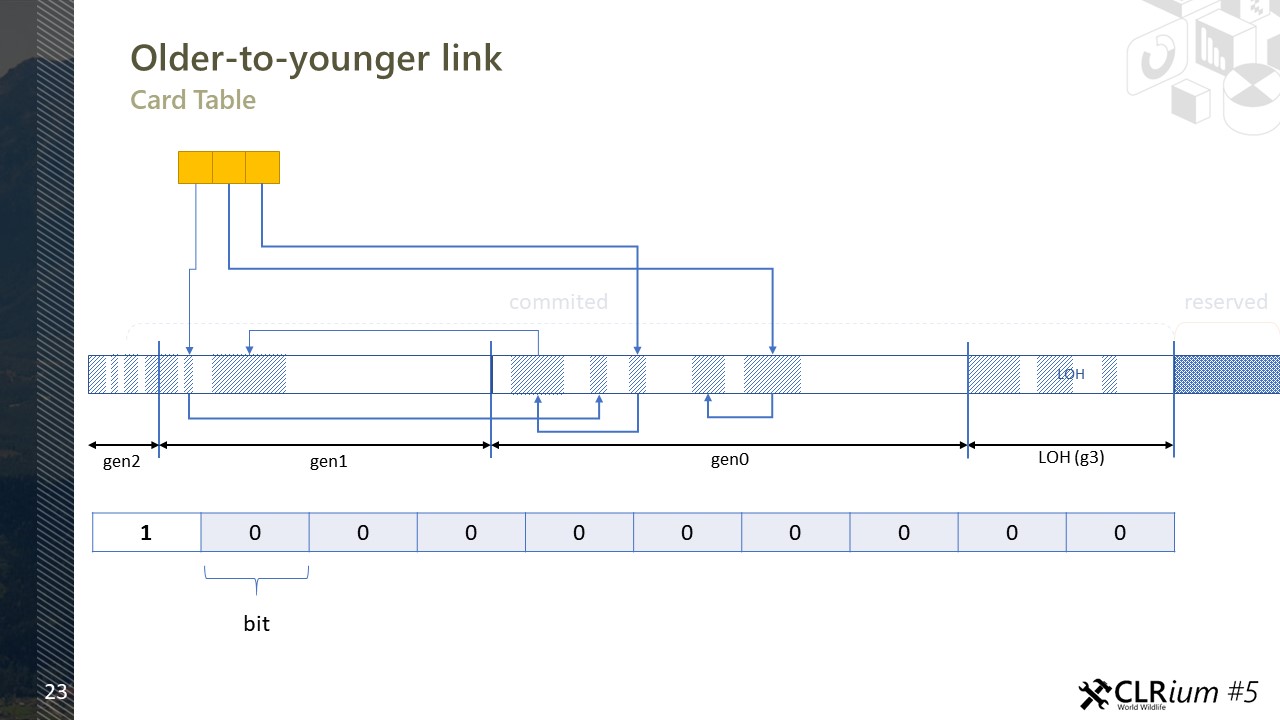 Older-to-younger link
Card Table
commited
reserved
LOH
gen2
gen1
gen0
LOH (g3)
1 0 0 0 0 0 0 0 0 0
bit
23
CLRium #5
World Wildlife